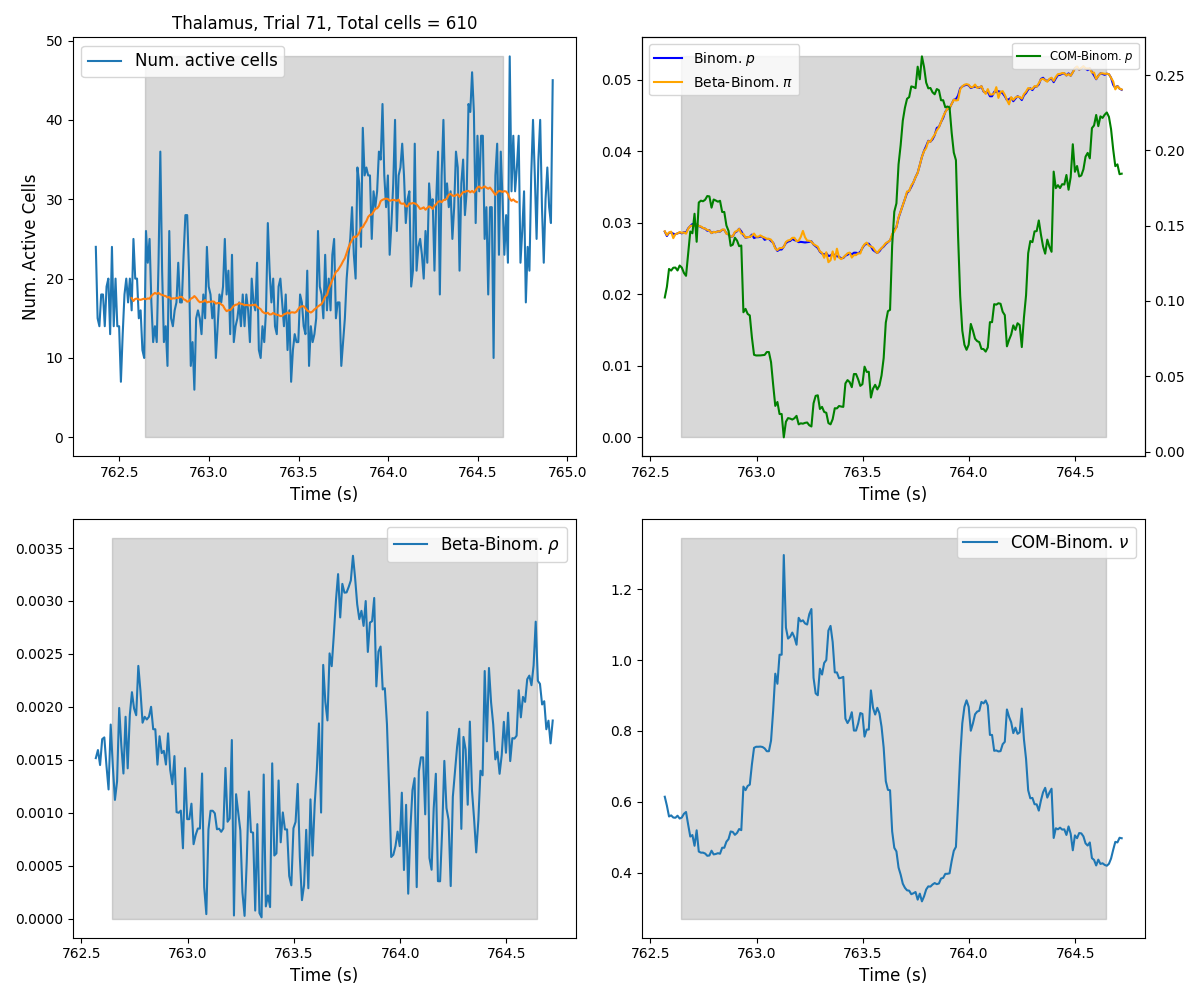 Thalamus, Trial 71, Total cells = 610
Num. active cells
Num. Active Cells
50
40
30
20
10
0
762.5 763.0 763.5 764.0 764.5 765.0
Time (s)
Binom. p
Beta-Binom. π
COM-Binom. p
0.05
0.04
0.03
0.02
0.01
0.00
0.25
0.20
0.15
0.10
0.05
0.00
762.5 763.0 763.5 764.0 764.5
Time (s)
Beta-Binom. ρ
0.0035
0.0030
0.0025
0.0020
0.0015
0.0010
0.0005
0.0000
762.5 763.0 763.5 764.0 764.5
Time (s)
COM-Binom. ν
1.2
1.0
0.8
0.6
0.4
762.5 763.0 763.5 764.0 764.5
Time (s)